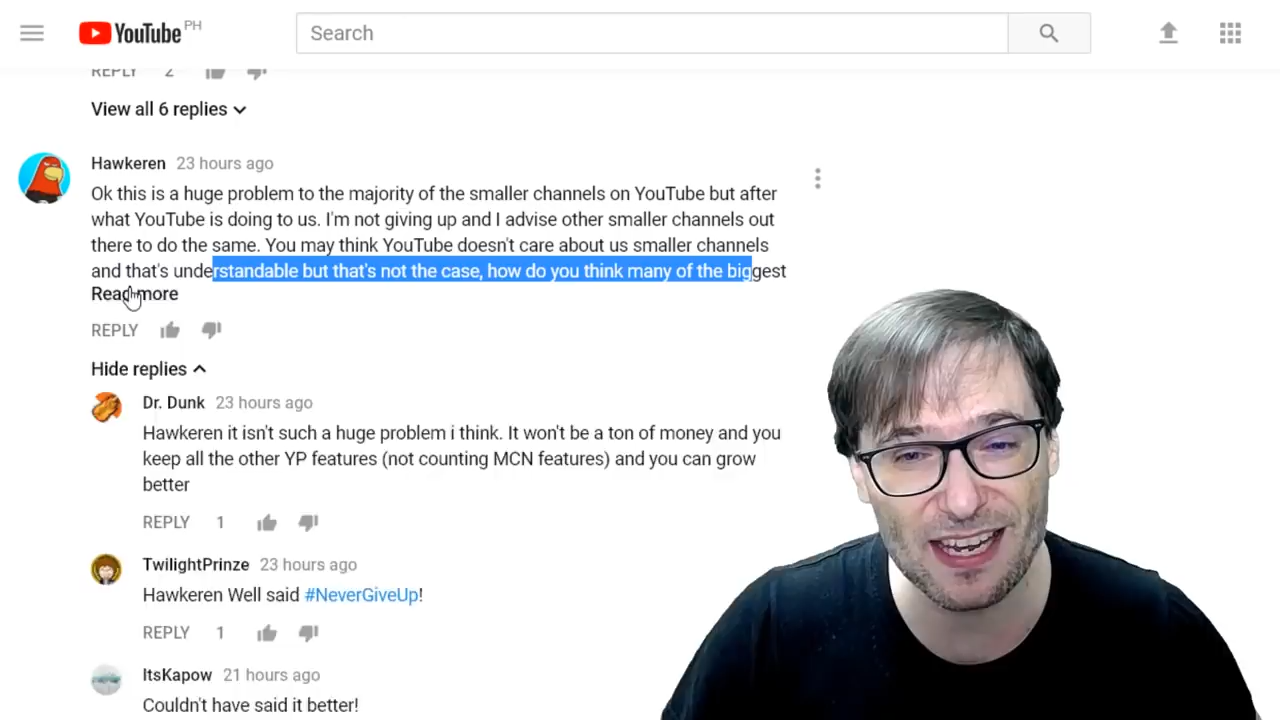 YouTube PH
Search
REPLY 2
View all 6 replies
Hawkeren 23 hours ago
Ok this is a huge problem to the majority of the smaller channels on YouTube but after
what YouTube is doing to us. I'm not giving up and I advise other smaller channels out
there to do the same. You may think YouTube doesn't care about us smaller channels
and that's understandable but that's not the case, how do you think many of the biggest
Read more
REPLY
Hide replies
Dr. Dunk 23 hours ago
Hawkeren it isn't such a huge problem i think. It won't be a ton of money and you
keep all the other YP features (not counting MCN features) and you can grow
better
REPLY 1
TwilightPrinze 23 hours ago
Hawkeren Well said #NeverGiveUp!
REPLY 1
ItsKapow 21 hours ago
Couldn't have said it better!